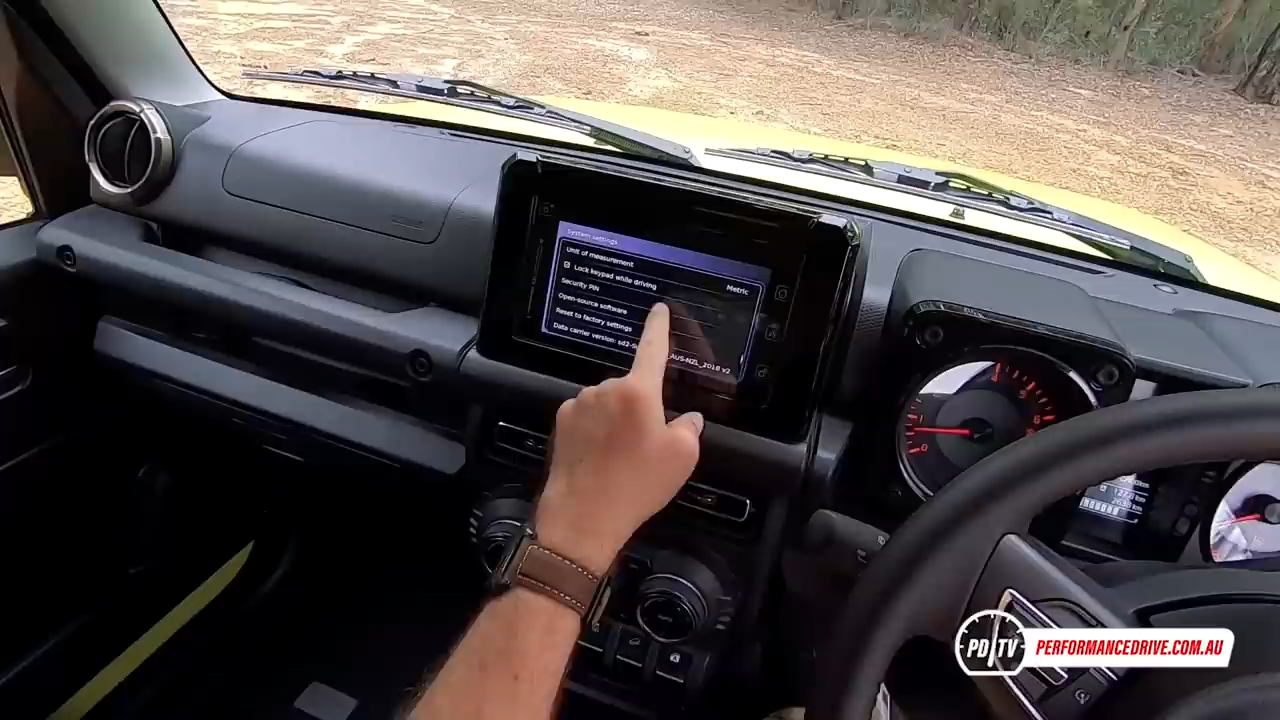 System settings
Unit of measurement
Metric
Lock keypad while driving
Security PIN
Open-source software
Reset to factory settings
Data carrier version:
AUS-NZL_2018 v2
PD TV
PERFORMANCEDRIVE.COM.AU